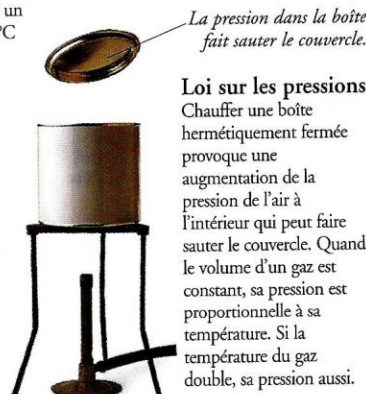 un
°C
La pression dans la boîte
fait sauter le couvercle.
Loi sur les pressions
Chauffer une boîte
hermétiquement fermée
provoque une
augmentation de la
pression de l'air à
l'intérieur qui peut faire
sauter le couvercle. Quand
le volume d'un gaz est
constant, sa pression est
proportionnelle à sa
température. Si la
température du gaz
double, sa pression aussi.